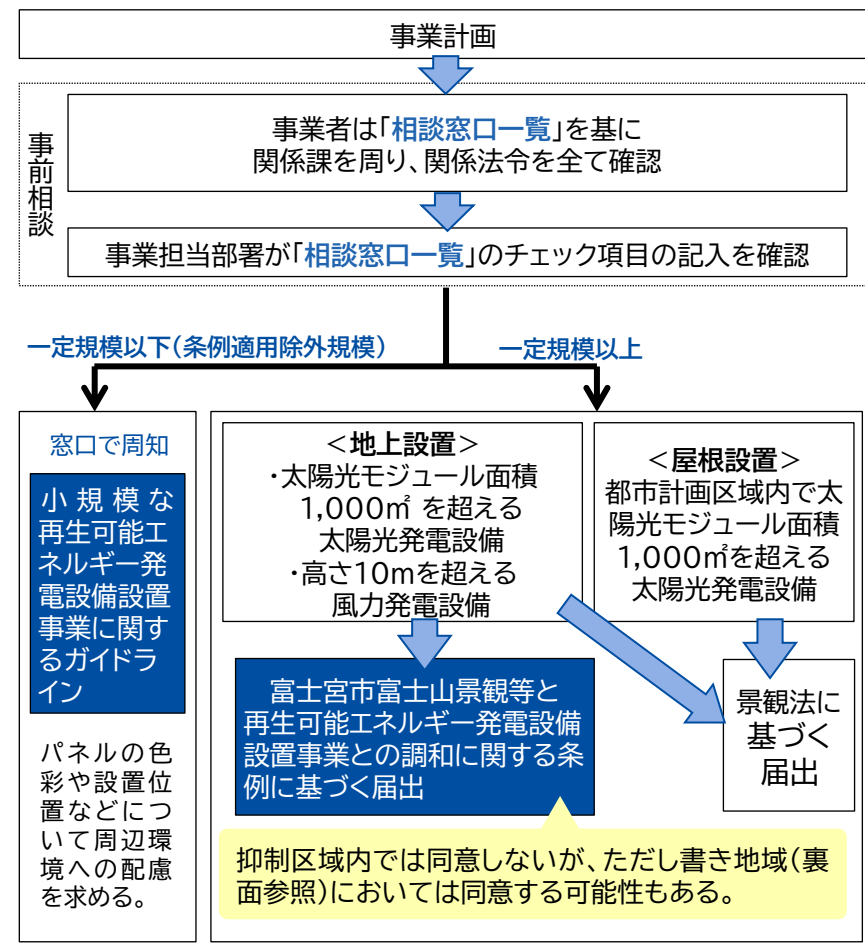 事業計画
事前相談
事業者は「相談窓口一覧」を基に
関係課を周り、関係法令を全て確認
事業担当部署が「相談窓口一覧」のチェック項目の記入を確認
一定規模以下(条例適用除外規模)
一定規模以上
窓口で周知
小規模な
再生可能エ
ネルギー発
電設備設置
事業に関す
るガイドラ
イン
パネルの色
彩や設置位
置などにつ
いて周辺環
境への配慮
を求める。
<地上設置>
・太陽光モジュール面積
1,000㎡ を超える
太陽光発電設備
・高さ10mを超える
風力発電設備
<屋根設置>
都市計画区域内で太
陽光モジュール面積
1,000㎡を超える
太陽光発電設備
富士宮市富士山景観等と
再生可能エネルギー発電設備
設置事業との調和に関する条
例に基づく届出
景観法に
基づく
届出
抑制区域内では同意しないが、ただし書き地域(裏
面参照)においては同意する可能性もある。